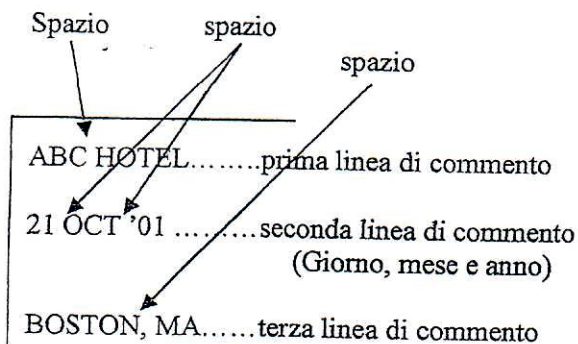 Spazio spazio
spazio
ABC HOTEL........prima linea di commento
21 OCT '01 .........seconda linea di commento
(Giorno, mese e anno)
BOSTON, MA......terza linea di commento